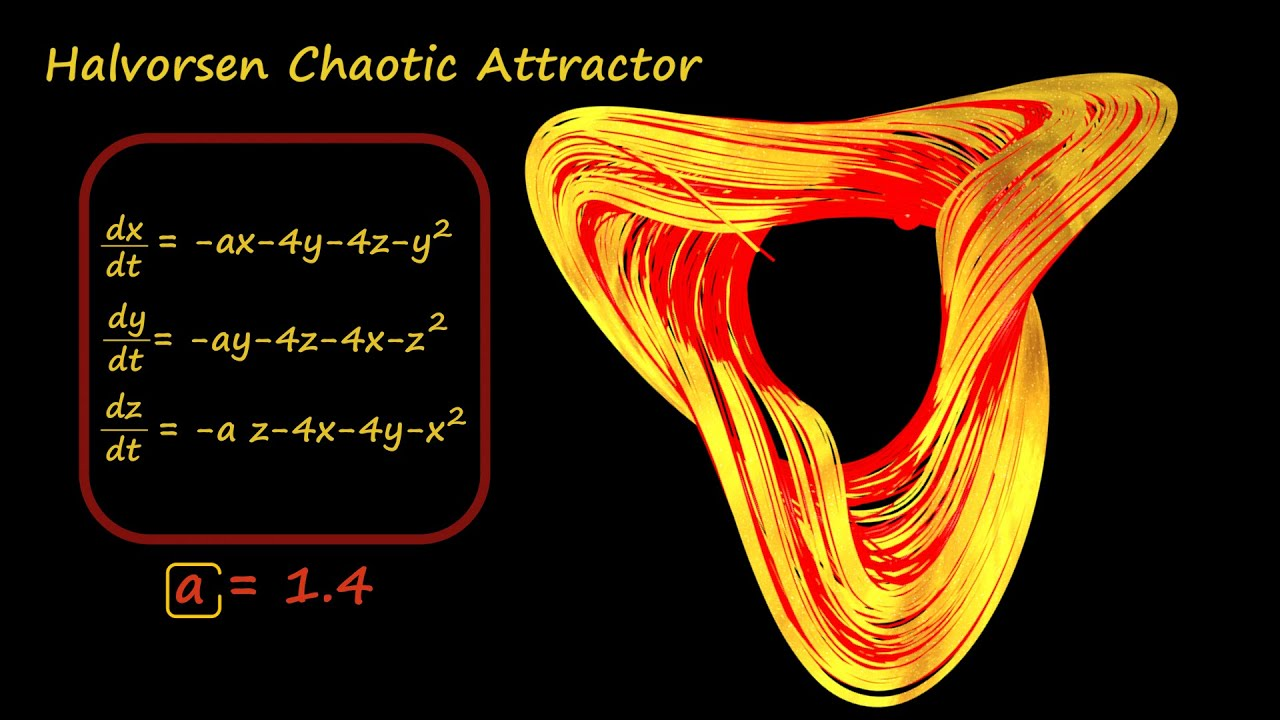 Halvorsen Chaotic Attractor
dx/dt = -ax-4y-4z-y²
dy/dt = -ay-4z-4x-z²
dz/dt = -a z-4x-4y-x²
a = 1.4